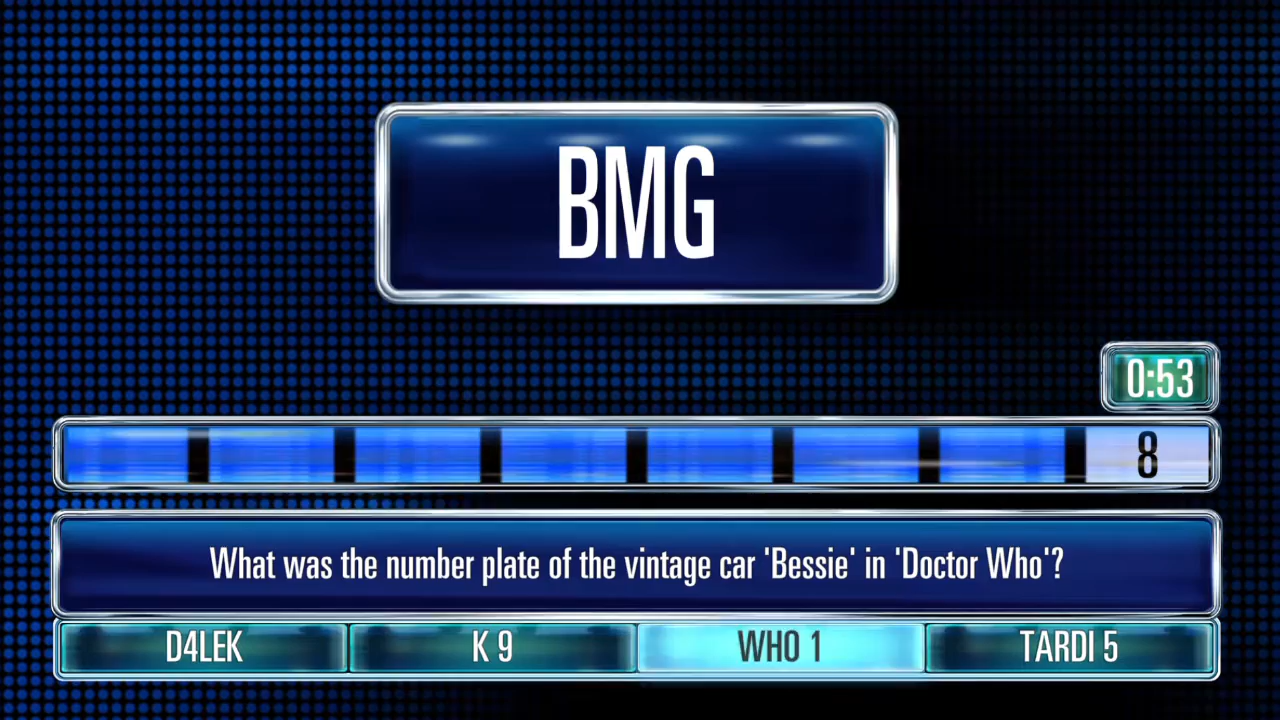 BMG
0:53
8
What was the number plate of the vintage car 'Bessie' in 'Doctor Who'?
D4LEK
K 9
WHO 1
TARDI 5